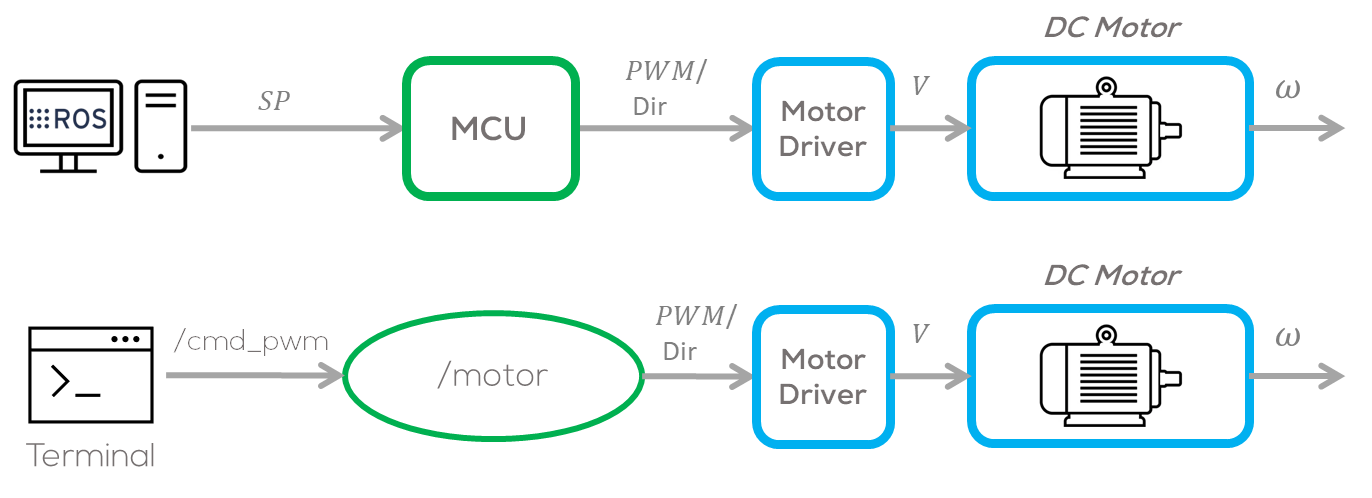 DC Motor
ROS
SP
MCU
PWM/
Dir
Motor
Driver
V
ω
DC Motor
>_
Terminal
/cmd_pwm
/motor
PWM/
Dir
Motor
Driver
V
ω